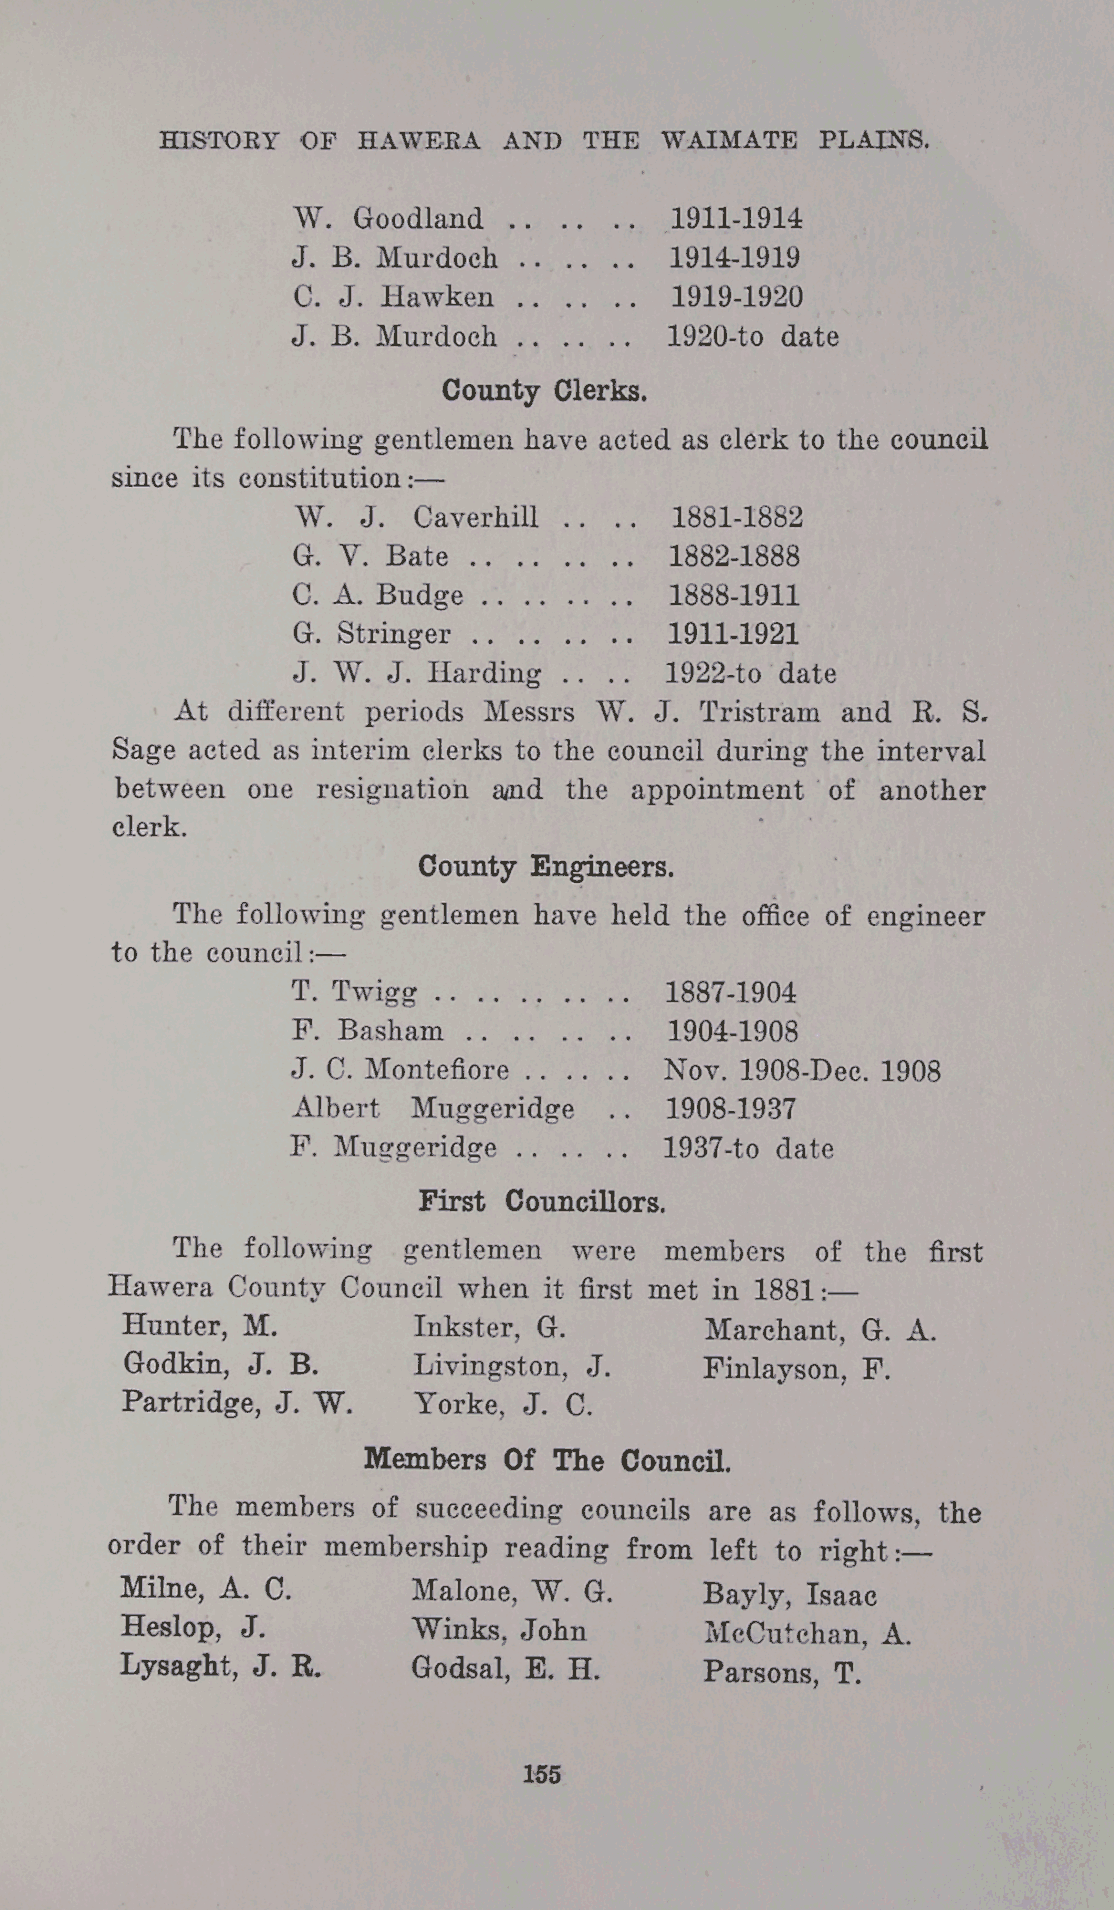 HISTORY OF HAWERA AND THE WAIMATE PLAINS.
W. Goodland .. .. .. 1911-1914
J. B. Murdoch .. .. .. 1914-1919
C. J. Hawken .. .. .. 1919-1920
J. B. Murdoch .. .. .. 1920-to date
County Clerks.
The following gentlemen have acted as clerk to the council
since its constitution:—
W. J. Caverhill .. .. 1881-1882
G. V. Bate .. .. .. .. 1882-1888
C. A. Budge .. .. .. .. 1888-1911
G. Stringer .. .. .. .. 1911-1921
J. W. J. Harding .. .. 1922-to date
At different periods Messrs W. J. Tristram and R. S.
Sage acted as interim clerks to the council during the interval
between one resignation and the appointment of another
clerk.
County Engineers.
The following gentlemen have held the office of engineer
to the council:—
T. Twigg .. .. .. .. .. 1887-1904
F. Basham .. .. .. .. 1904-1908
J. C. Montefiore .. .. .. Nov. 1908-Dec. 1908
Albert Muggeridge .. 1908-1937
F. Muggeridge .. .. .. 1937-to date
First Councillors.
The following gentlemen were members of the first
Hawera County Council when it first met in 1881:—
Hunter, M. Inkster, G. Marchant, G. A.
Godkin, J. B. Livingston, J. Finlayson, F.
Partridge, J. W. Yorke, J. C.
Members Of The Council.
The members of succeeding councils are as follows, the
order of their membership reading from left to right:—
Milne, A. C. Malone, W. G. Bayly, Isaac
Heslop, J. Winks, John McCutchan, A.
Lysaght, J. R. Godsal, E. H. Parsons, T.
155